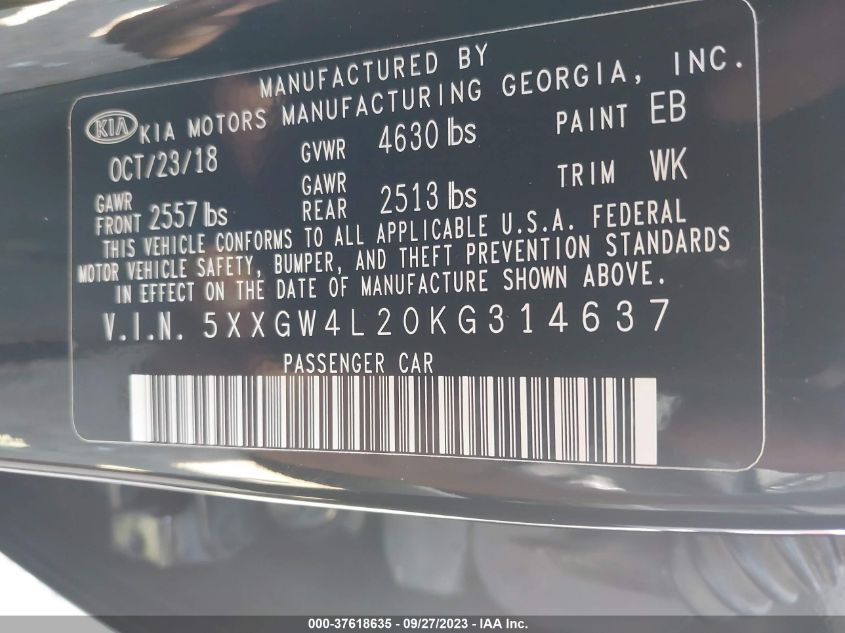 MANUFACTURED BY
KIA KIA MOTORS MANUFACTURING GEORGIA, INC.
OCT/23/18 GVWR 4630 lbs PAINT EB
GAWR FRONT 2557 lbs GAWR REAR 2513 lbs TRIM WK
THIS VEHICLE CONFORMS TO ALL APPLICABLE U.S.A. FEDERAL
MOTOR VEHICLE SAFETY, BUMPER, AND THEFT PREVENTION STANDARDS
IN EFFECT ON THE DATE OF MANUFACTURE SHOWN ABOVE.
V.I.N. 5XXGW4L20KG314637
PASSENGER CAR
000-37618635 - 09/27/2023 - IAA Inc.